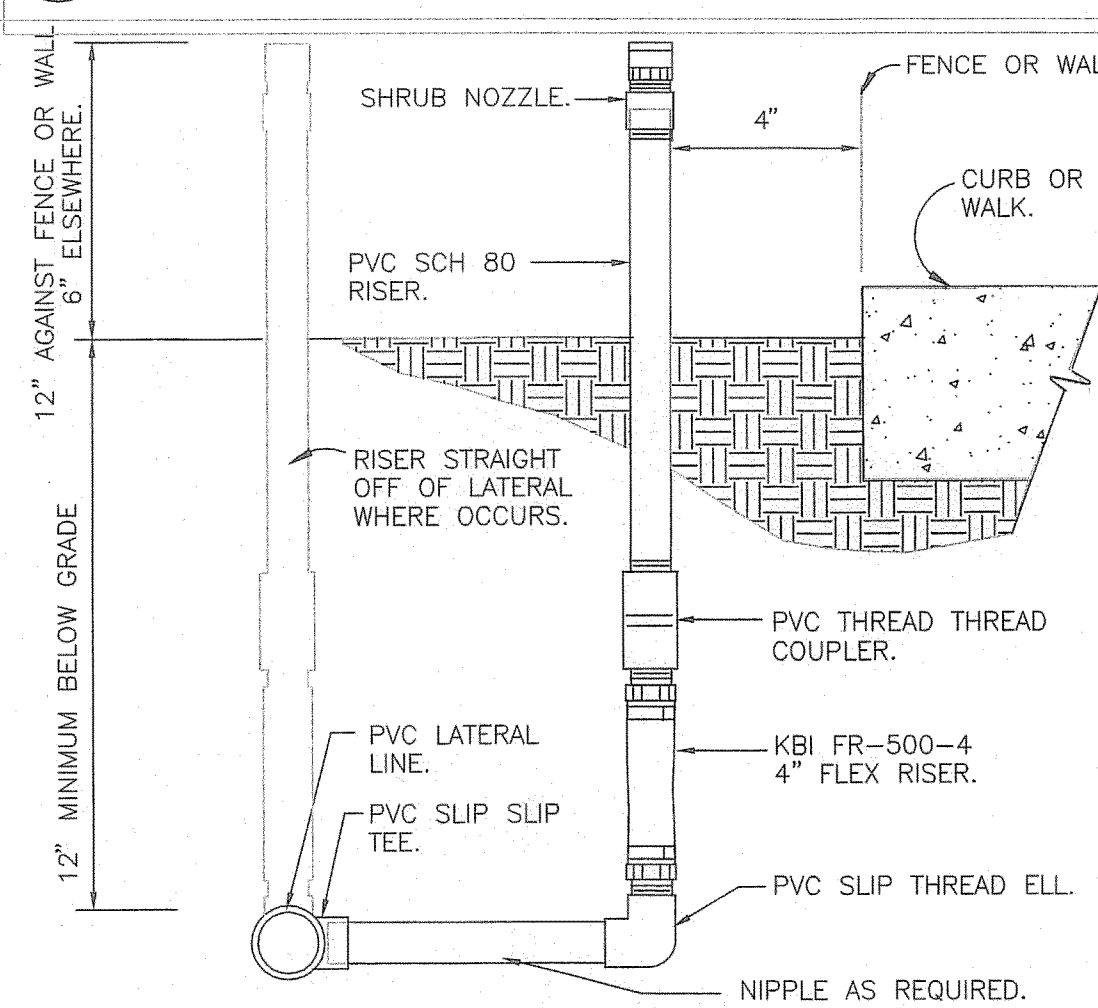 12" AGAINST FENCE OR WALL
6" ELSEWHERE.
12" MINIMUM BELOW GRADE
SHRUB NOZZLE.
4"
FENCE OR WAL
CURB OR
WALK.
PVC SCH 80
RISER.
RISER STRAIGHT
OFF OF LATERAL
WHERE OCCURS.
PVC THREAD THREAD
COUPLER.
PVC LATERAL
LINE.
KBI FR-500-4
4" FLEX RISER.
PVC SLIP SLIP
TEE.
PVC SLIP THREAD ELL.
NIPPLE AS REQUIRED.